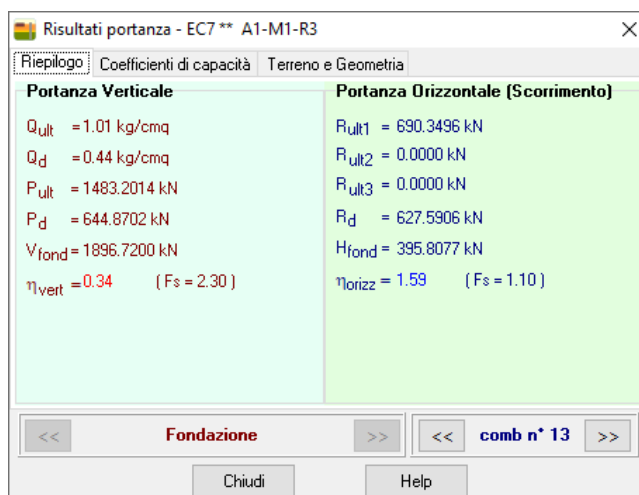 Risultati portanza - EC7 ** A1-M1-R3
Riepilogo Coefficienti di capacità Terreno e Geometria
Portanza Verticale
Qult =1.01 kg/cmq
Qd =0.44 kg/cmq
Pult = 1483.2014 kN
Pd = 644.8702 kN
Vfond = 1896.7200 kN
ηvert =0.34 ( Fs = 2.30 )
Portanza Orizzontale (Scorrimento)
Rult1 = 690.3496 kN
Rult2 = 0.0000 kN
Rult3 = 0.0000 kN
Rd = 627.5906 kN
Hfond = 395.8077 kN
ηorizz = 1.59 ( Fs = 1.10 )
<< Fondazione >> << comb n° 13 >>
Chiudi Help